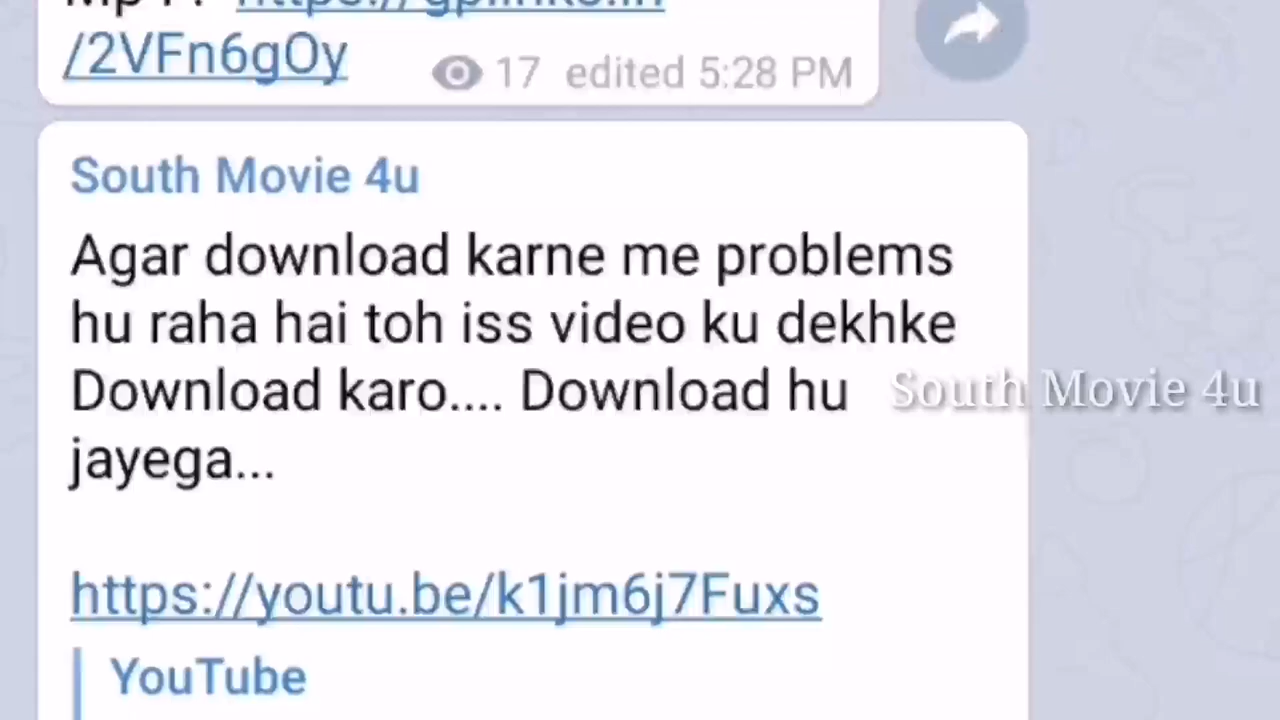 /2VFn6gOy
17 edited 5:28 PM
South Movie 4u
Agar download karne me problems
hu raha hai toh iss video ku dekhke
Download karo.... Download hu
South Movie 4u
jayega...
https://youtu.be/k1jm6j7Fuxs
YouTube